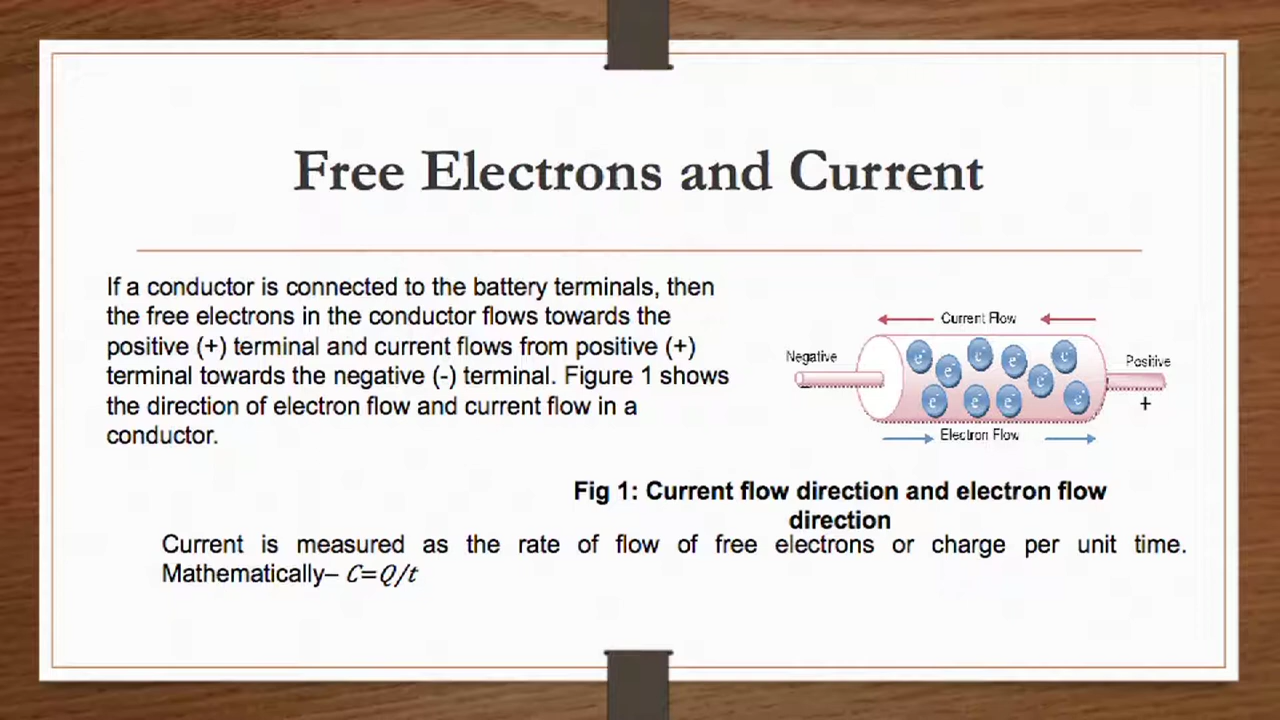 Free Electrons and Current
If a conductor is connected to the battery terminals, then
the free electrons in the conductor flows towards the
positive (+) terminal and current flows from positive (+)
terminal towards the negative (-) terminal. Figure 1 shows
the direction of electron flow and current flow in a
conductor.
Current Flow
Negative
Positive
e⁻ e⁻ e⁻ e⁻ e⁻ e⁻ e⁻ e⁻ e⁻ e⁻
+
Electron Flow
Fig 1: Current flow direction and electron flow
direction
Current is measured as the rate of flow of free electrons or charge per unit time.
Mathematically– C=Q/t